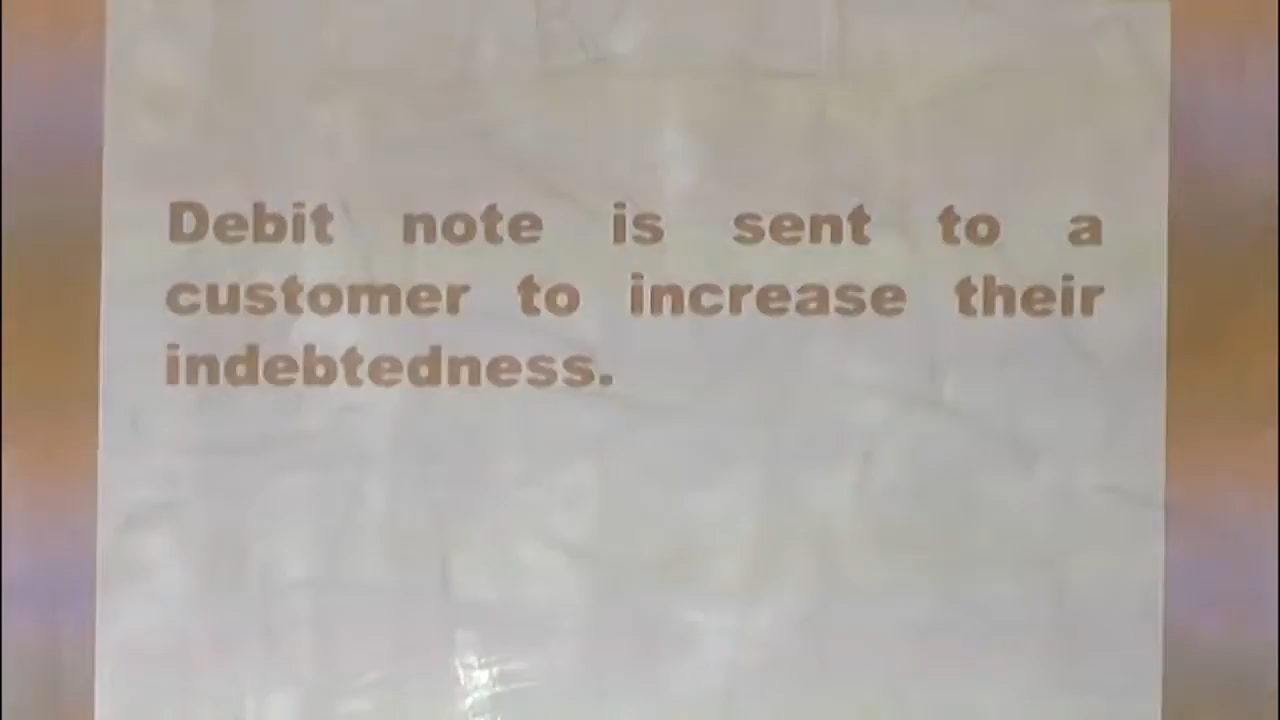 Debit note is sent to a
customer to increase their
indebtedness.